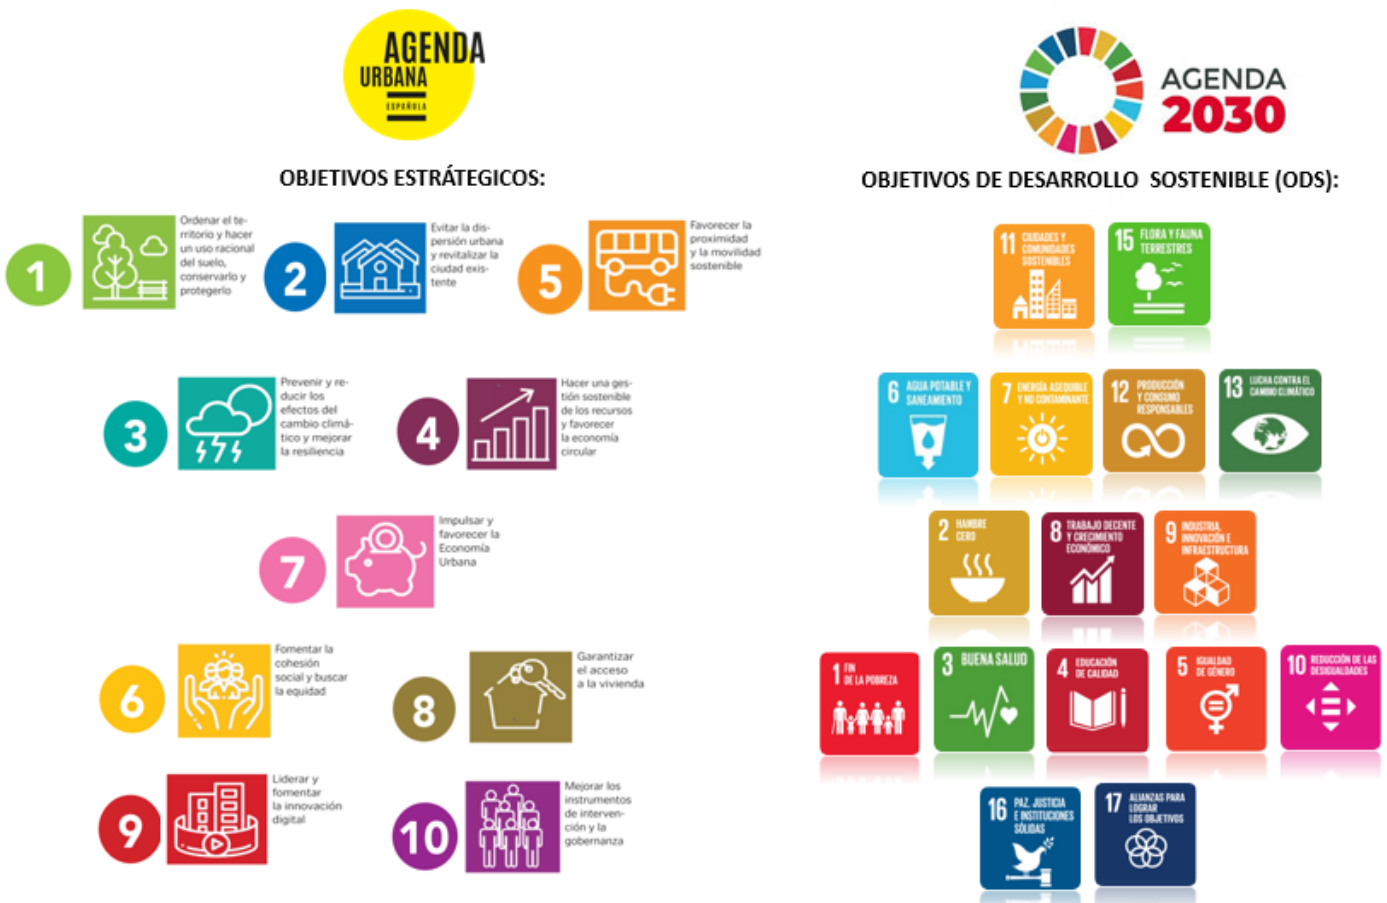 AGENDA
URBANA
ESPAÑOLA
OBJETIVOS ESTRÁTEGICOS:
1
Ordenar el te-
rritorio y hacer
un uso racional
del suelo,
conservarlo y
protegerlo
2
Evitar la dis-
persión urbana
y revitalizar la
ciudad exis-
tente
5
Favorecer la
proximidad
y la movilidad
sostenible
3
Prevenir y re-
ducir los
efectos del
cambio climá-
tico y mejorar
la resiliencia
4
Hacer una ges-
tión sostenible
de los recursos
y favorecer
la economía
circular
7
Impulsar y
favorecer la
Economía
Urbana
6
Fomentar la
cohesión
social y buscar
la equidad
8
Garantizar
el acceso
a la vivienda
9
Liderar y
fomentar
la innovación
digital
10
Mejorar los
instrumentos
de interven-
ción y la
gobernanza
AGENDA
2030
OBJETIVOS DE DESARROLLO SOSTENIBLE (ODS):
11 CIUDADES Y
COMUNIDADES
SOSTENIBLES
15 FLORA Y FAUNA
TERRESTRES
6 AGUA POTABLE Y
SANEAMIENTO
7 ENERGÍA ASEQUIBLE
Y NO CONTAMINANTE
12 PRODUCCIÓN
Y CONSUMO
RESPONSABLES
13 LUCHA CONTRA EL
CAMBIO CLIMÁTICO
2 HAMBRE
CERO
8 TRABAJO DECENTE
Y CRECIMIENTO
ECONÓMICO
9 INDUSTRIA,
INNOVACIÓN E
INFRAESTRUCTURA
1 FIN
DE LA POBREZA
3 BUENA SALUD
4 EDUCACIÓN
DE CALIDAD
5 IGUALDAD
DE GÉNERO
10 REDUCCIÓN DE LAS
DESIGUALDADES
16 PAZ, JUSTICIA
E INSTITUCIONES
SÓLIDAS
17 ALIANZAS PARA
LOGRAR
LOS OBJETIVOS